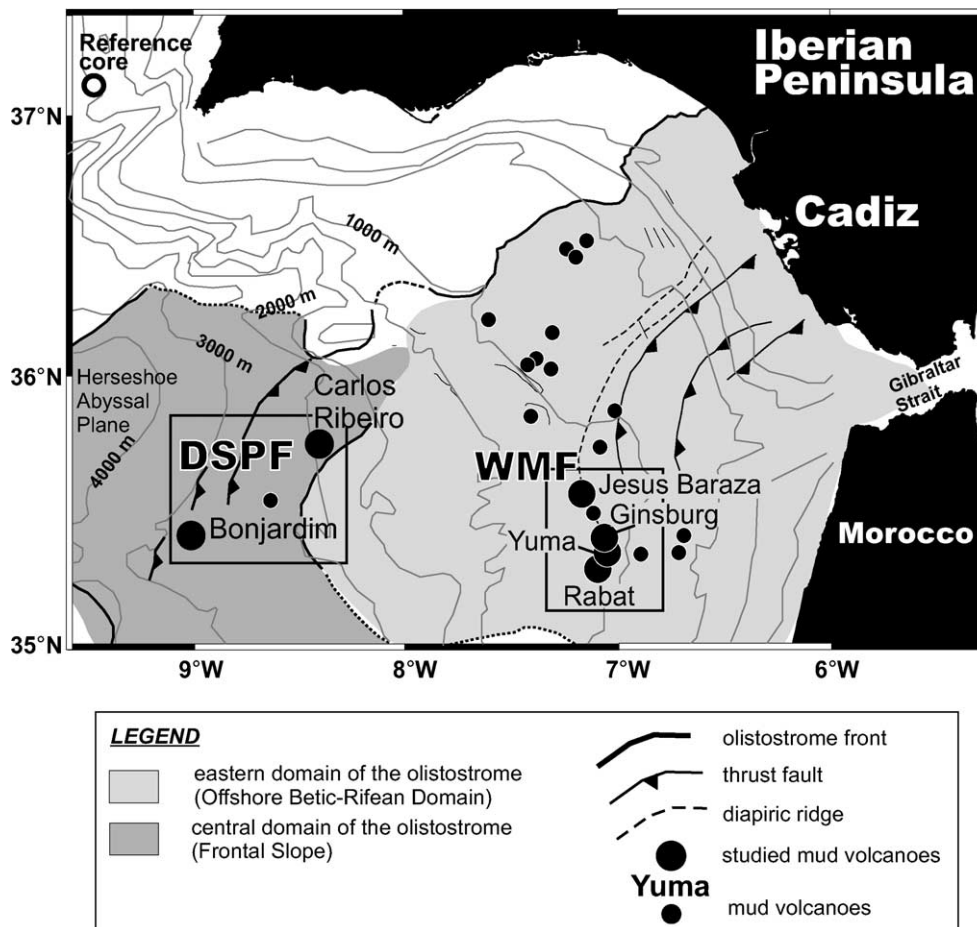 Reference
core
Iberian
Peninsula
37°N
Cadiz
1000 m
2000 m
3000 m
36°N
Herseshoe
Abyssal
Plane
Carlos
Ribeiro
Gibraltar
Strait
4000 m
DSPF
WMF
Jesus Baraza
Ginsburg
Bonjardim
Yuma
Morocco
Rabat
35°N
9°W
8°W
7°W
6°W
LEGEND
eastern domain of the olistostrome
(Offshore Betic-Rifean Domain)
central domain of the olistostrome
(Frontal Slope)
olistostrome front
thrust fault
diapiric ridge
studied mud volcanoes
Yuma
mud volcanoes